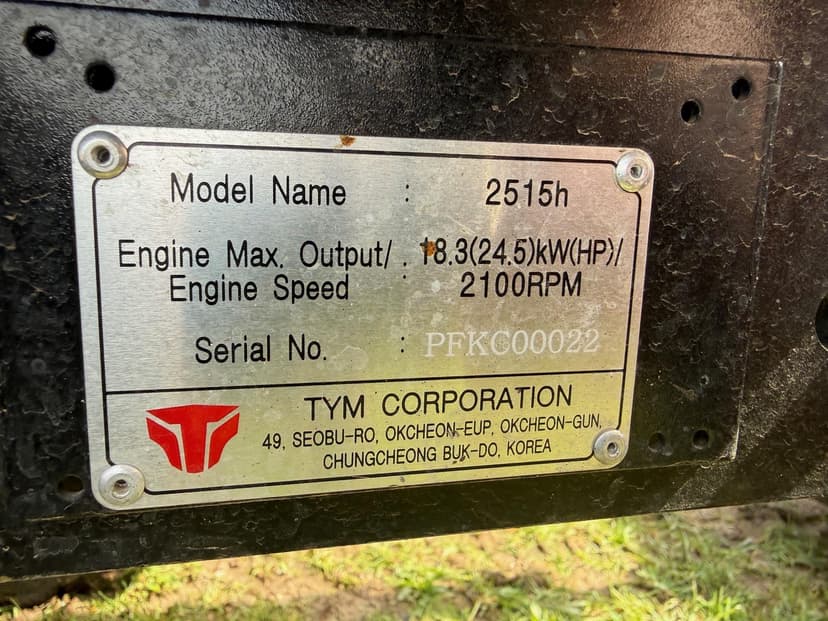 Model Name : 2515h
Engine Max. Output/ : 18.3(24.5)kW(HP)/
Engine Speed 2100RPM
Serial No. : PFKC00022
TYM CORPORATION
49, SEOBU-RO, OKCHEON-EUP, OKCHEON-GUN,
CHUNGCHEONG BUK-DO, KOREA